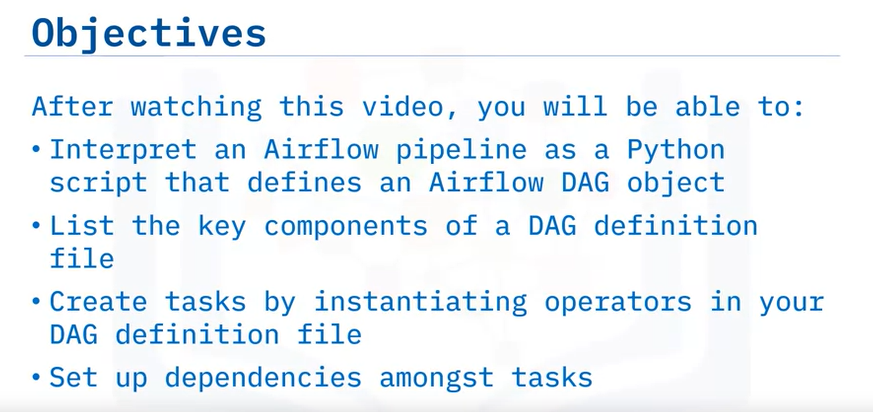 Objectives
After watching this video, you will be able to:
• Interpret an Airflow pipeline as a Python
script that defines an Airflow DAG object
• List the key components of a DAG definition
file
• Create tasks by instantiating operators in your
DAG definition file
• Set up dependencies amongst tasks